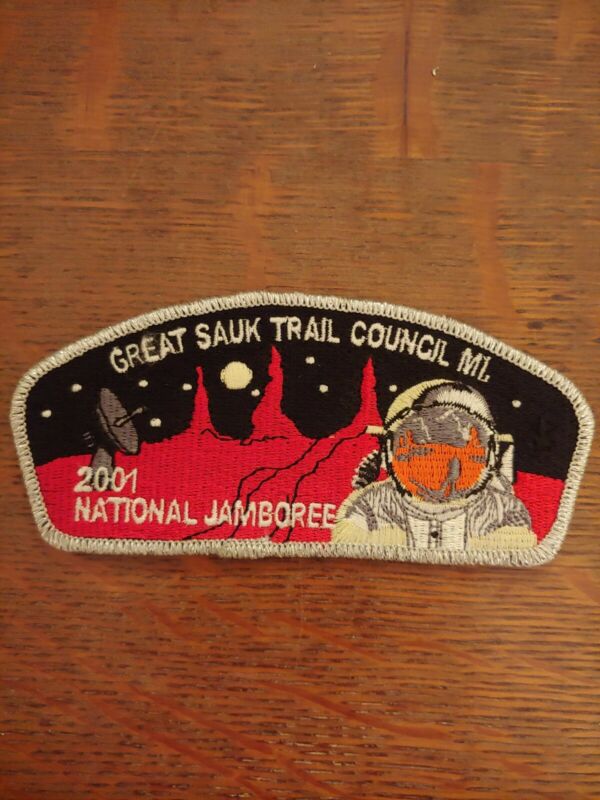 GREAT SAUK TRAIL COUNCIL MI.
2001
NATIONAL JAMBOREE